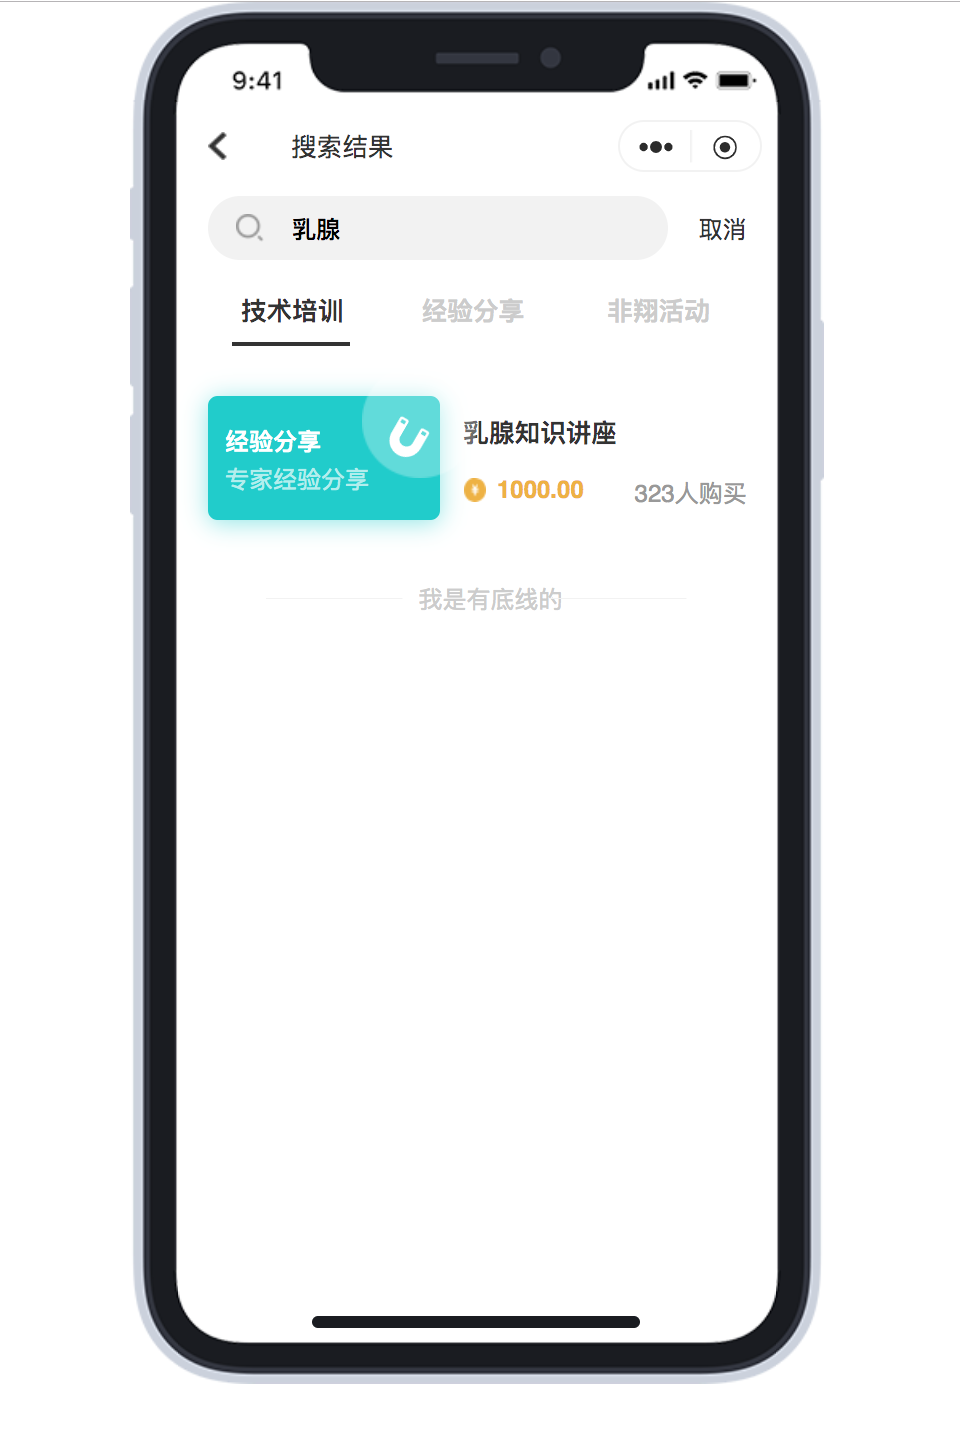 9:41
搜索结果
乳腺
取消
技术培训 经验分享 非翔活动
经验分享
专家经验分享
乳腺知识讲座
1000.00
323人购买
我是有底线的